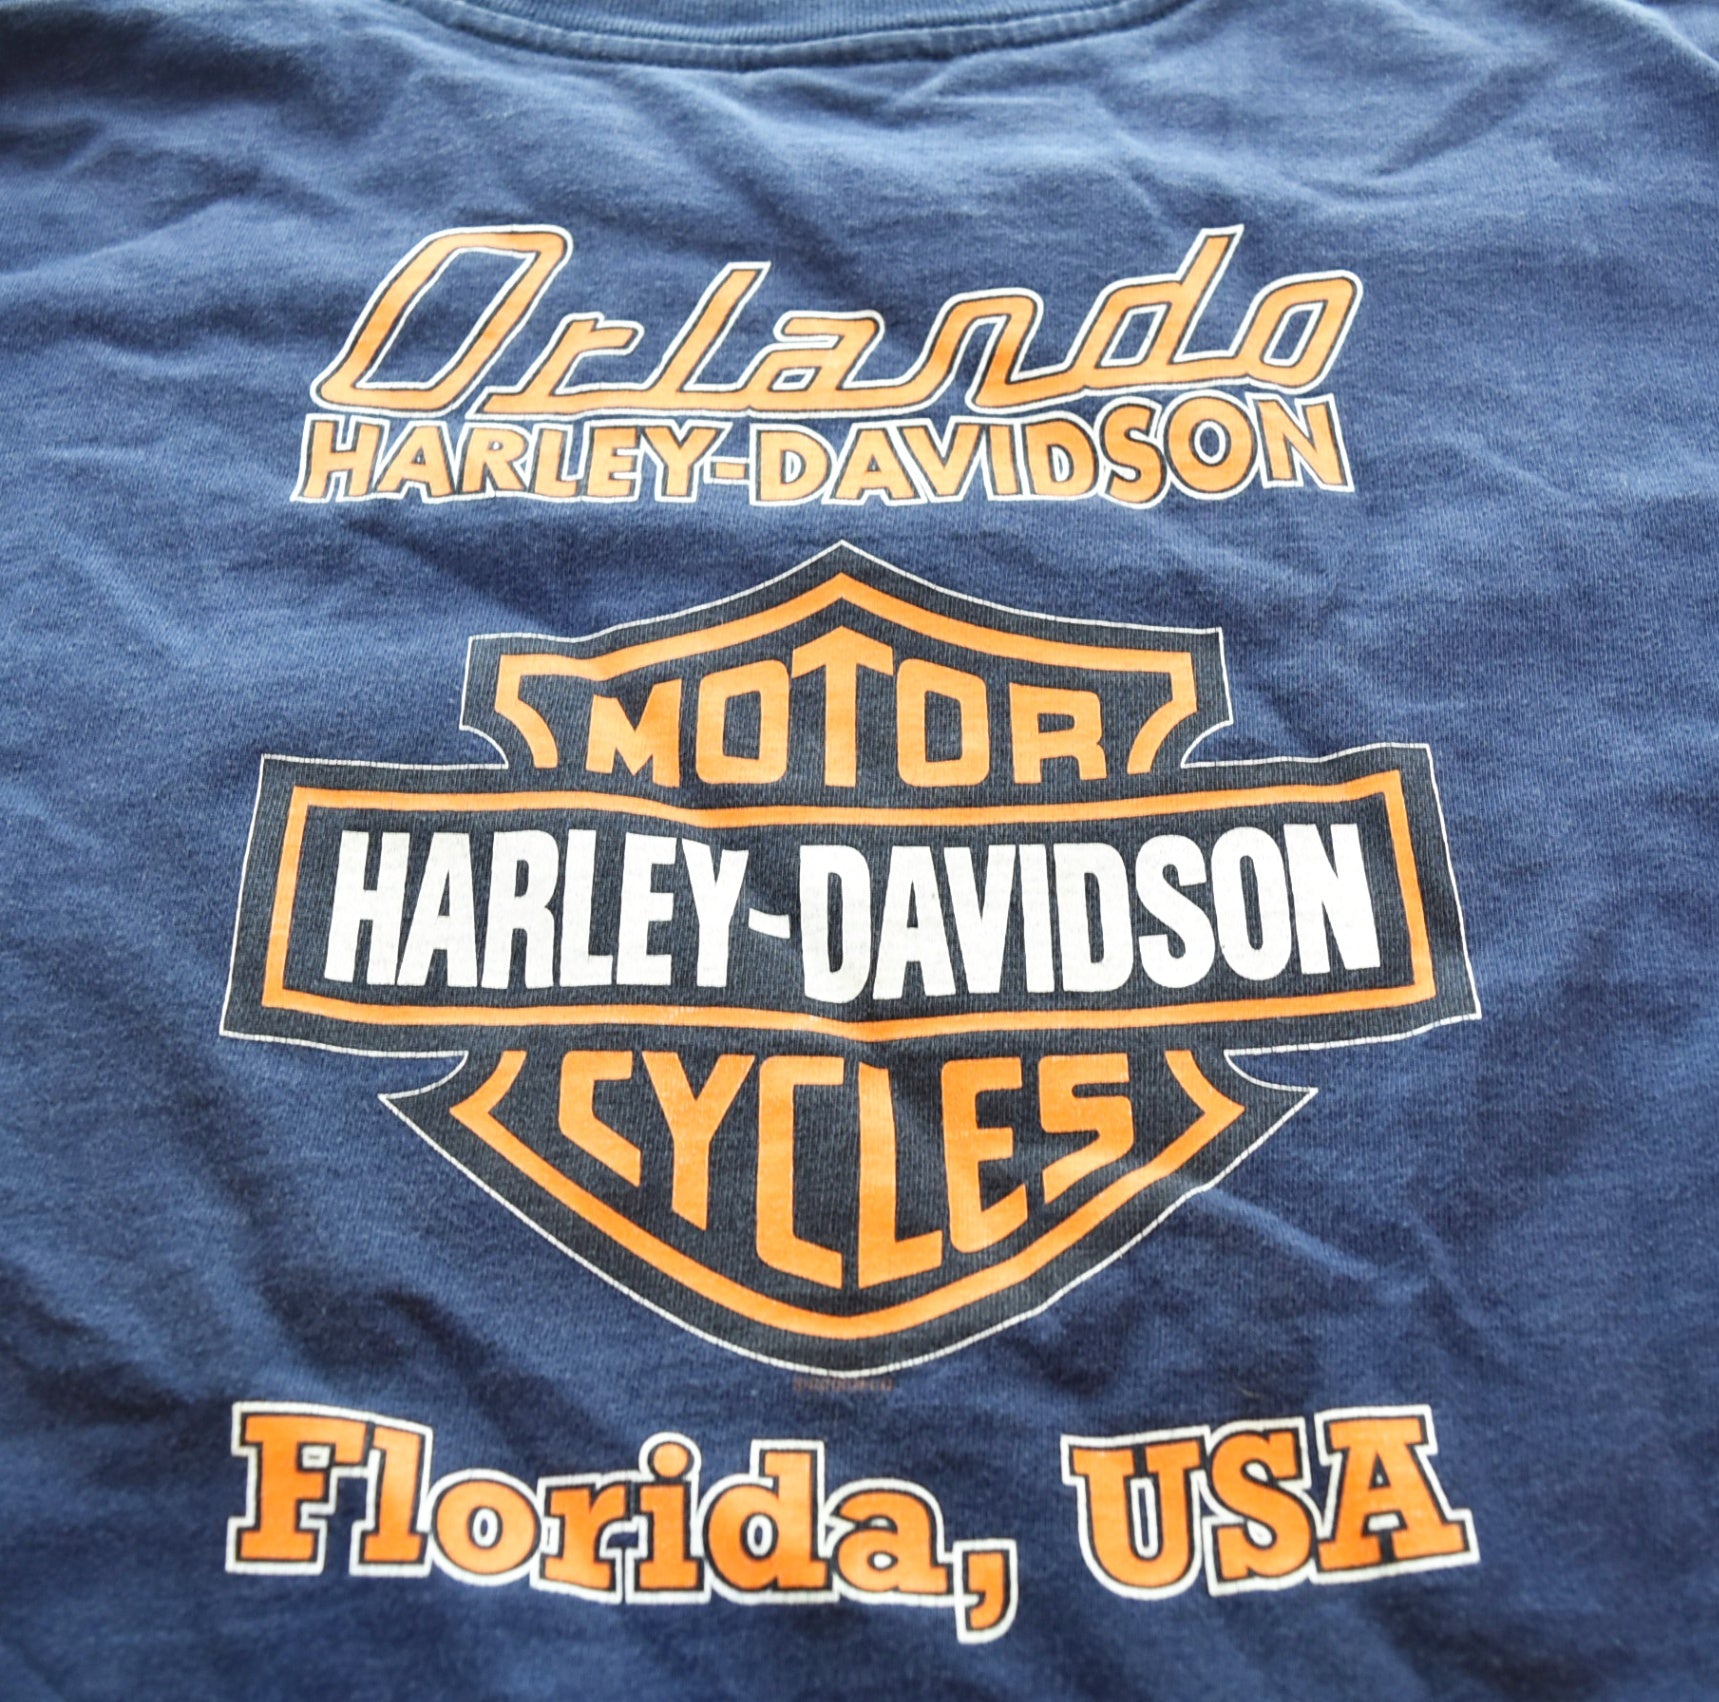 Orlando
HARLEY-DAVIDSON
MOTOR
HARLEY-DAVIDSON
CYCLES
Florida, USA